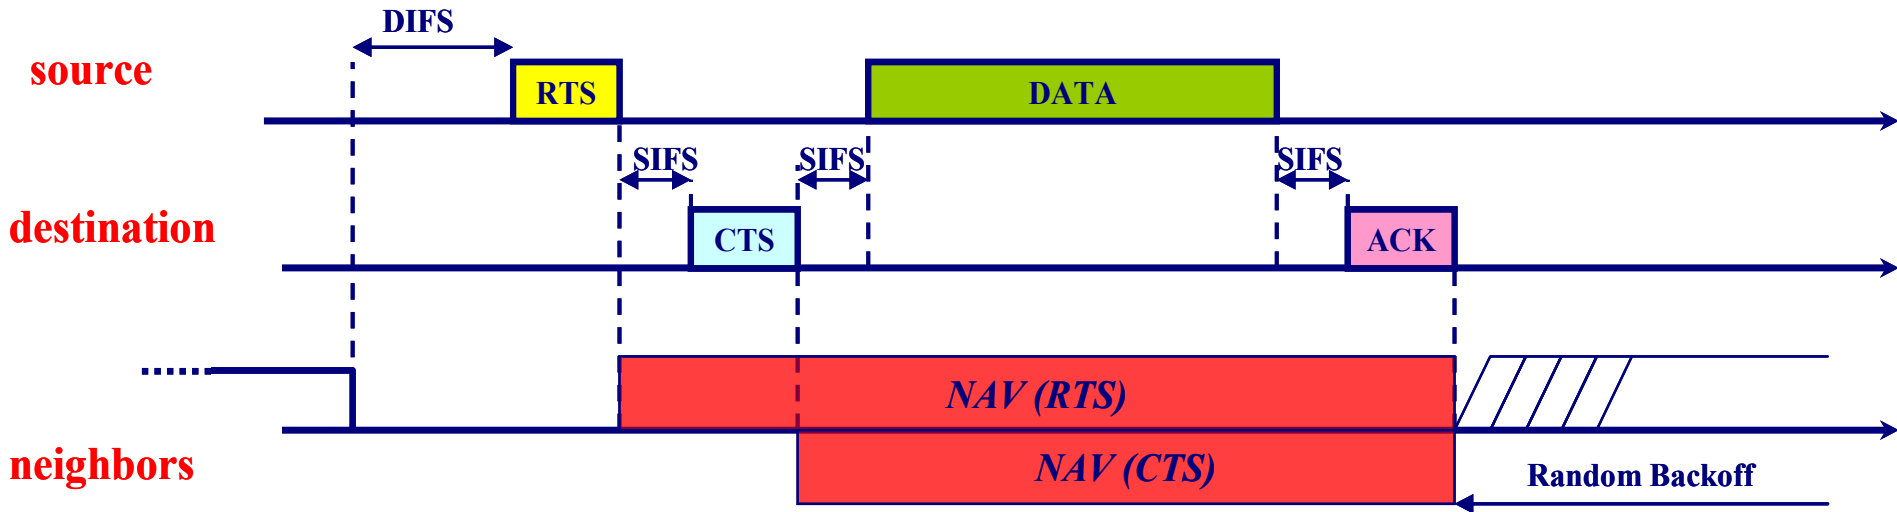 DIFS
source
RTS
DATA
SIFS
SIFS
SIFS
destination
CTS
ACK
NAV (RTS)
neighbors
NAV (CTS)
Random Backoff